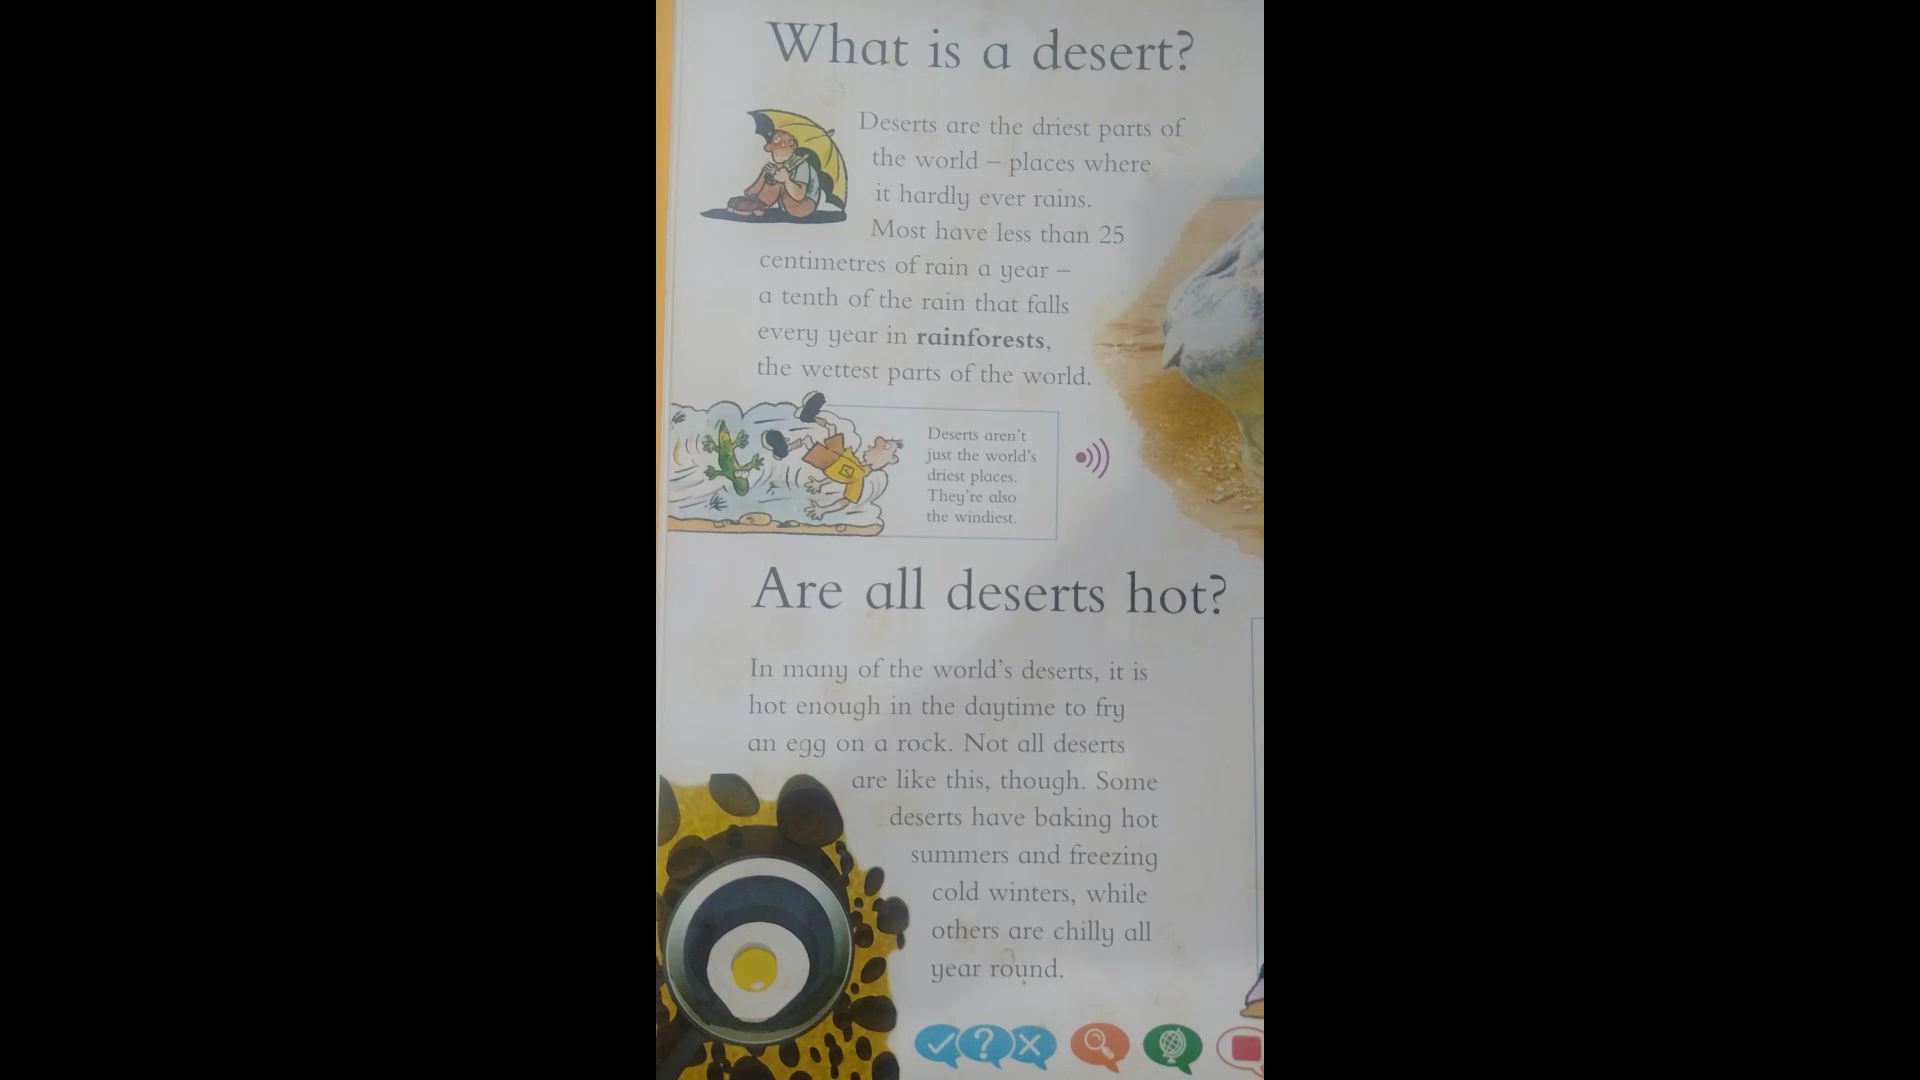 What is a desert?
Deserts are the driest parts of
the world – places where
it hardly ever rains.
Most have less than 25
centimetres of rain a year –
a tenth of the rain that falls
every year in rainforests,
the wettest parts of the world.
Deserts aren't
just the world's
driest places.
They're also
the windiest.
Are all deserts hot?
In many of the world's deserts, it is
hot enough in the daytime to fry
an egg on a rock. Not all deserts
are like this, though. Some
deserts have baking hot
summers and freezing
cold winters, while
others are chilly all
year round.